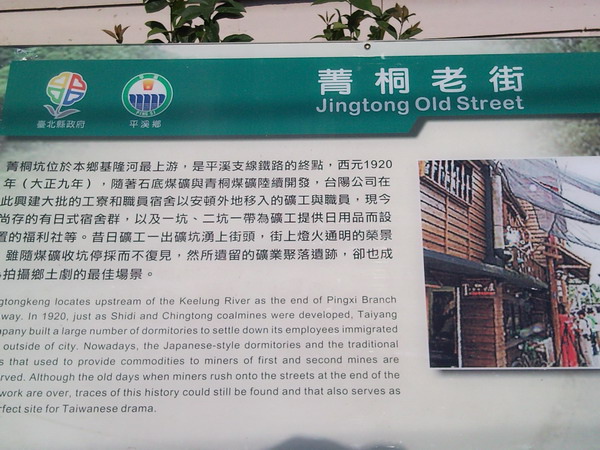 菁桐老街
Jingtong Old Street
臺北縣政府
平溪鄉
菁桐坑位於本鄉基隆河最上游，是平溪支線鐵路的終點，西元1920
年（大正九年），隨著石底煤礦與青桐煤礦陸續開發，台陽公司在
此興建大批的工寮和職員宿舍以安頓外地移入的礦工與職員，現今
尚存的有日式宿舍群，以及一坑、二坑一帶為礦工提供日用品而設
置的福利社等。昔日礦工一出礦坑湧上街頭，街上燈火通明的榮景
雖隨煤礦收坑停採而不復見，然所遺留的礦業聚落遺跡，卻也成
拍攝鄉土劇的最佳場景。
gtongkeng locates upstream of the Keelung River as the end of Pingxi Branch
way. In 1920, just as Shidi and Chingtong coalmines were developed, Taiyang
pany built a large number of dormitories to settle down its employees immigrated
outside of city. Nowadays, the Japanese-style dormitories and the traditional
s that used to provide commodities to miners of first and second mines are
rved. Although the old days when miners rush onto the streets at the end of the
work are over, traces of this history could still be found and that also serves as
rfect site for Taiwanese drama.